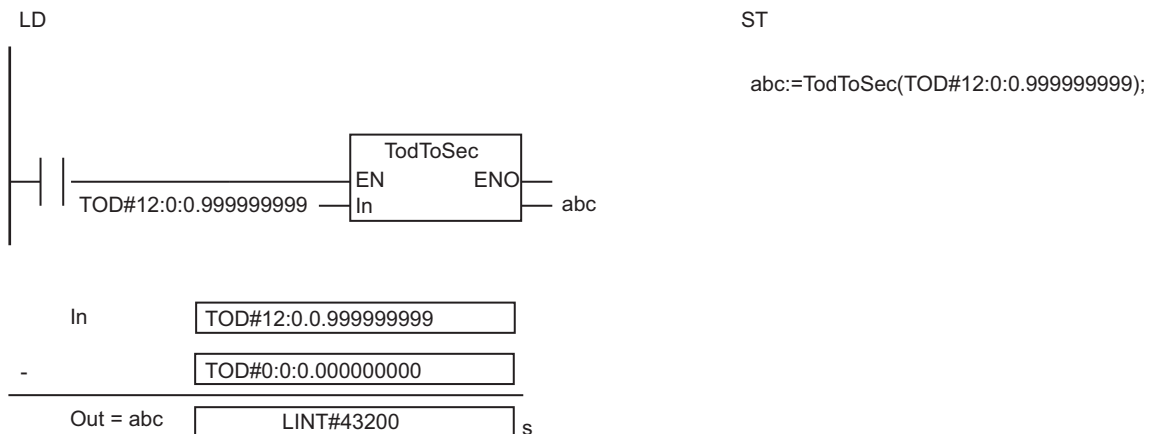 LD
ST
abc:=TodToSec(TOD#12:0:0.999999999);
TodToSec
EN ENO
TOD#12:0:0.999999999 In abc
In TOD#12:0.0.999999999
- TOD#0:0:0.000000000
Out = abc LINT#43200 s